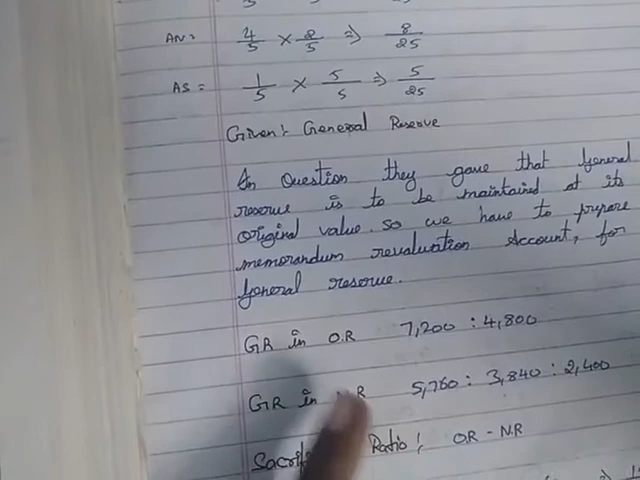 AN = 4/5 × 2/5 ⇒ 8/25
AS = 1/5 × 5/5 ⇒ 5/25
Given: General Reserve
In Question they gave that general
reserve is to be maintained at its
original value. so we have to prepare
memorandum revaluation Account, for
general reserve.
GR in O.R 7,200 : 4,800
GR in R 5,760 : 3,840 : 2,400
Ratio: OR - N.R